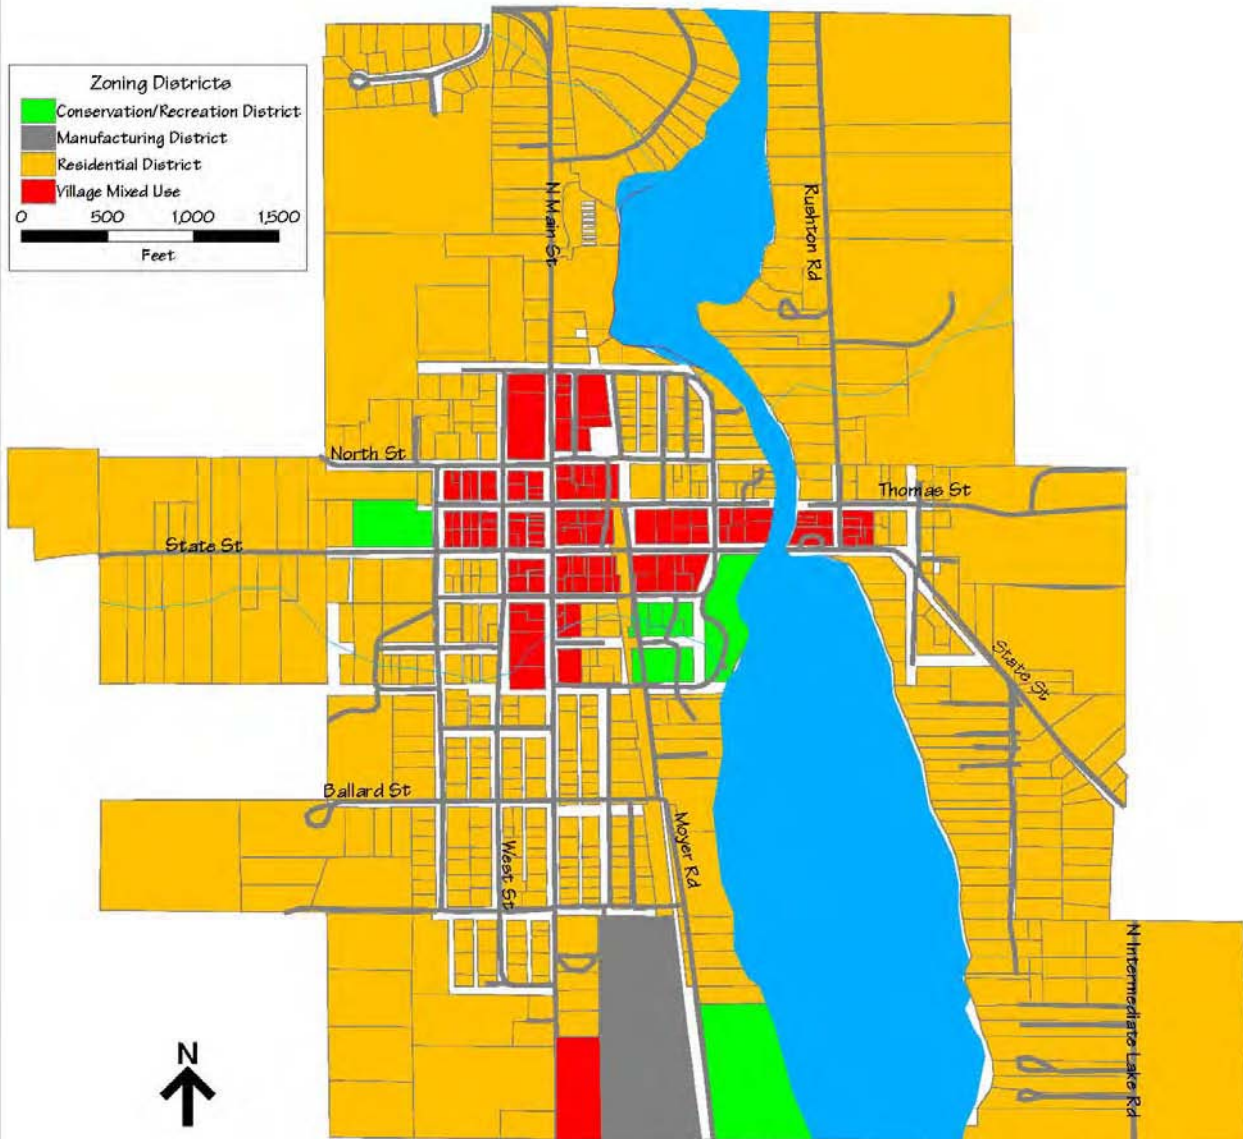 Zoning Districts
Conservation/Recreation District
Manufacturing District
Residential District
Village Mixed Use
0 500 1,000 1,500
Feet
N Main St
Rushton Rd
North St
Thomas St
State St
State St
Ballard St
West St
Moyer Rd
N Intermediate Lake Rd
N